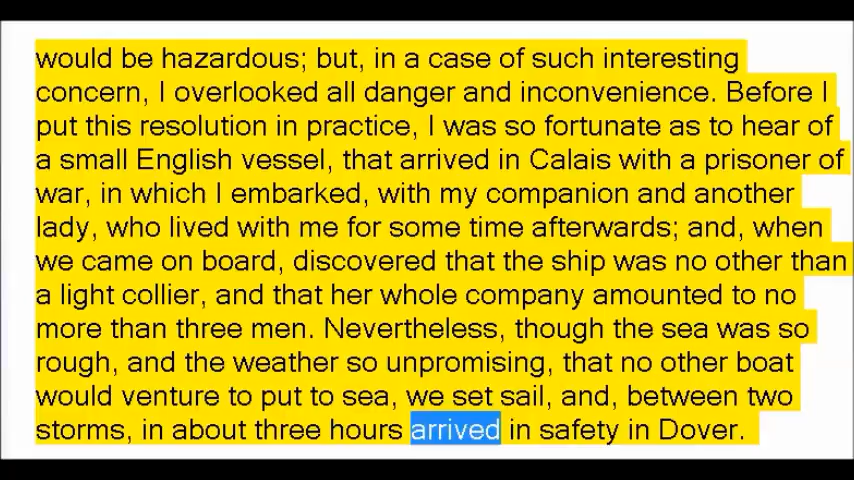 would be hazardous; but, in a case of such interesting
concern, I overlooked all danger and inconvenience. Before I
put this resolution in practice, I was so fortunate as to hear of
a small English vessel, that arrived in Calais with a prisoner of
war, in which I embarked, with my companion and another
lady, who lived with me for some time afterwards; and, when
we came on board, discovered that the ship was no other than
a light collier, and that her whole company amounted to no
more than three men. Nevertheless, though the sea was so
rough, and the weather so unpromising, that no other boat
would venture to put to sea, we set sail, and, between two
storms, in about three hours arrived in safety in Dover.